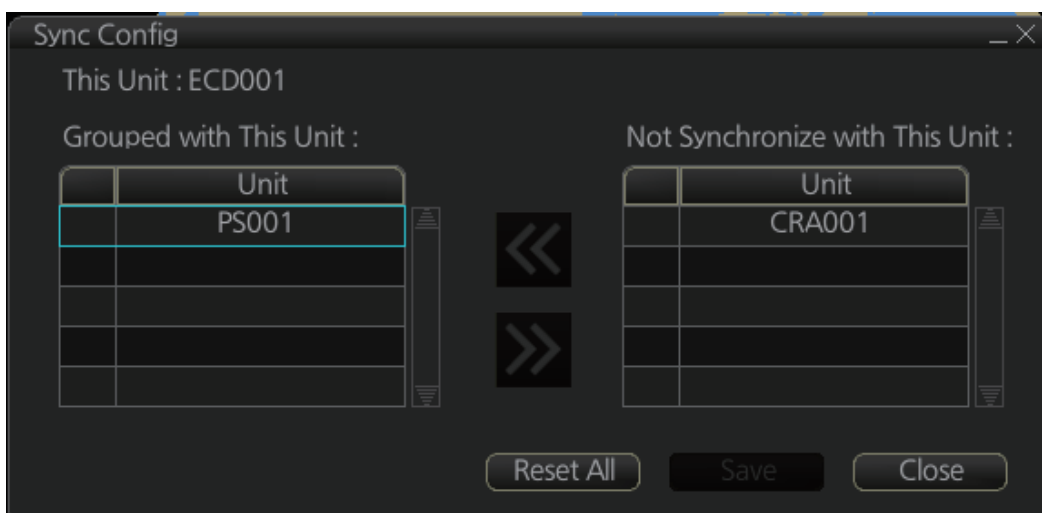 Sync Config
This Unit : ECD001
Grouped with This Unit :
Not Synchronize with This Unit :
Unit
PS001
Unit
CRA001
Reset All
Save
Close